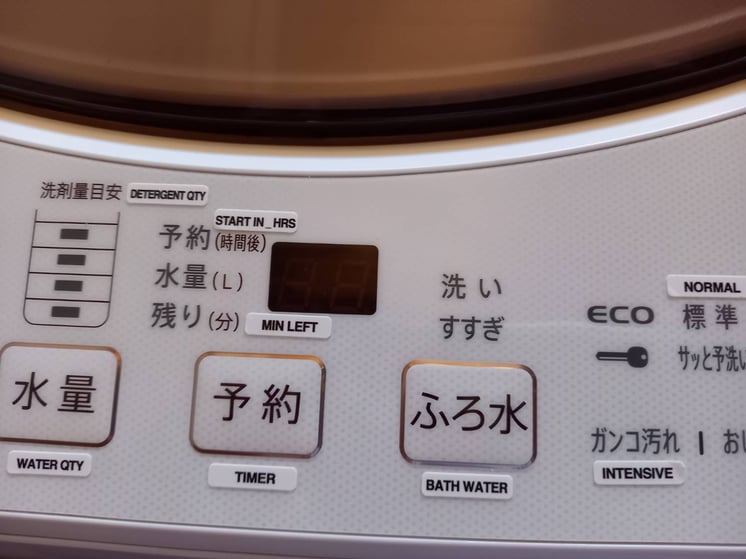 洗剤量目安 DETERGENT QTY
START IN_HRS
予約(時間後)
水量(L)
残り(分) MIN LEFT
洗い
すすぎ
NORMAL
ECO 標準
サッと予洗い
水量
予約
ふろ水
ガンコ汚れ
WATER QTY
TIMER
BATH WATER
INTENSIVE